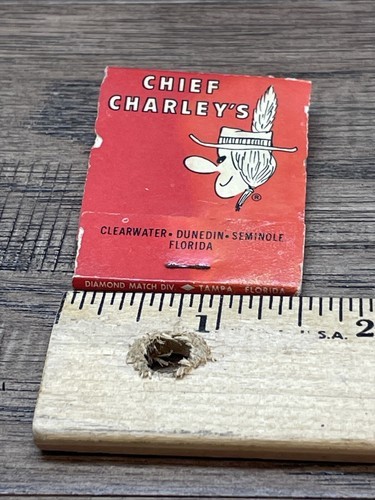 CHIEF
CHARLEY'S
®
CLEARWATER • DUNEDIN • SEMINOLE
FLORIDA
DIAMOND MATCH DIV. ◆ TAMPA, FLORIDA
1 2
S.A.